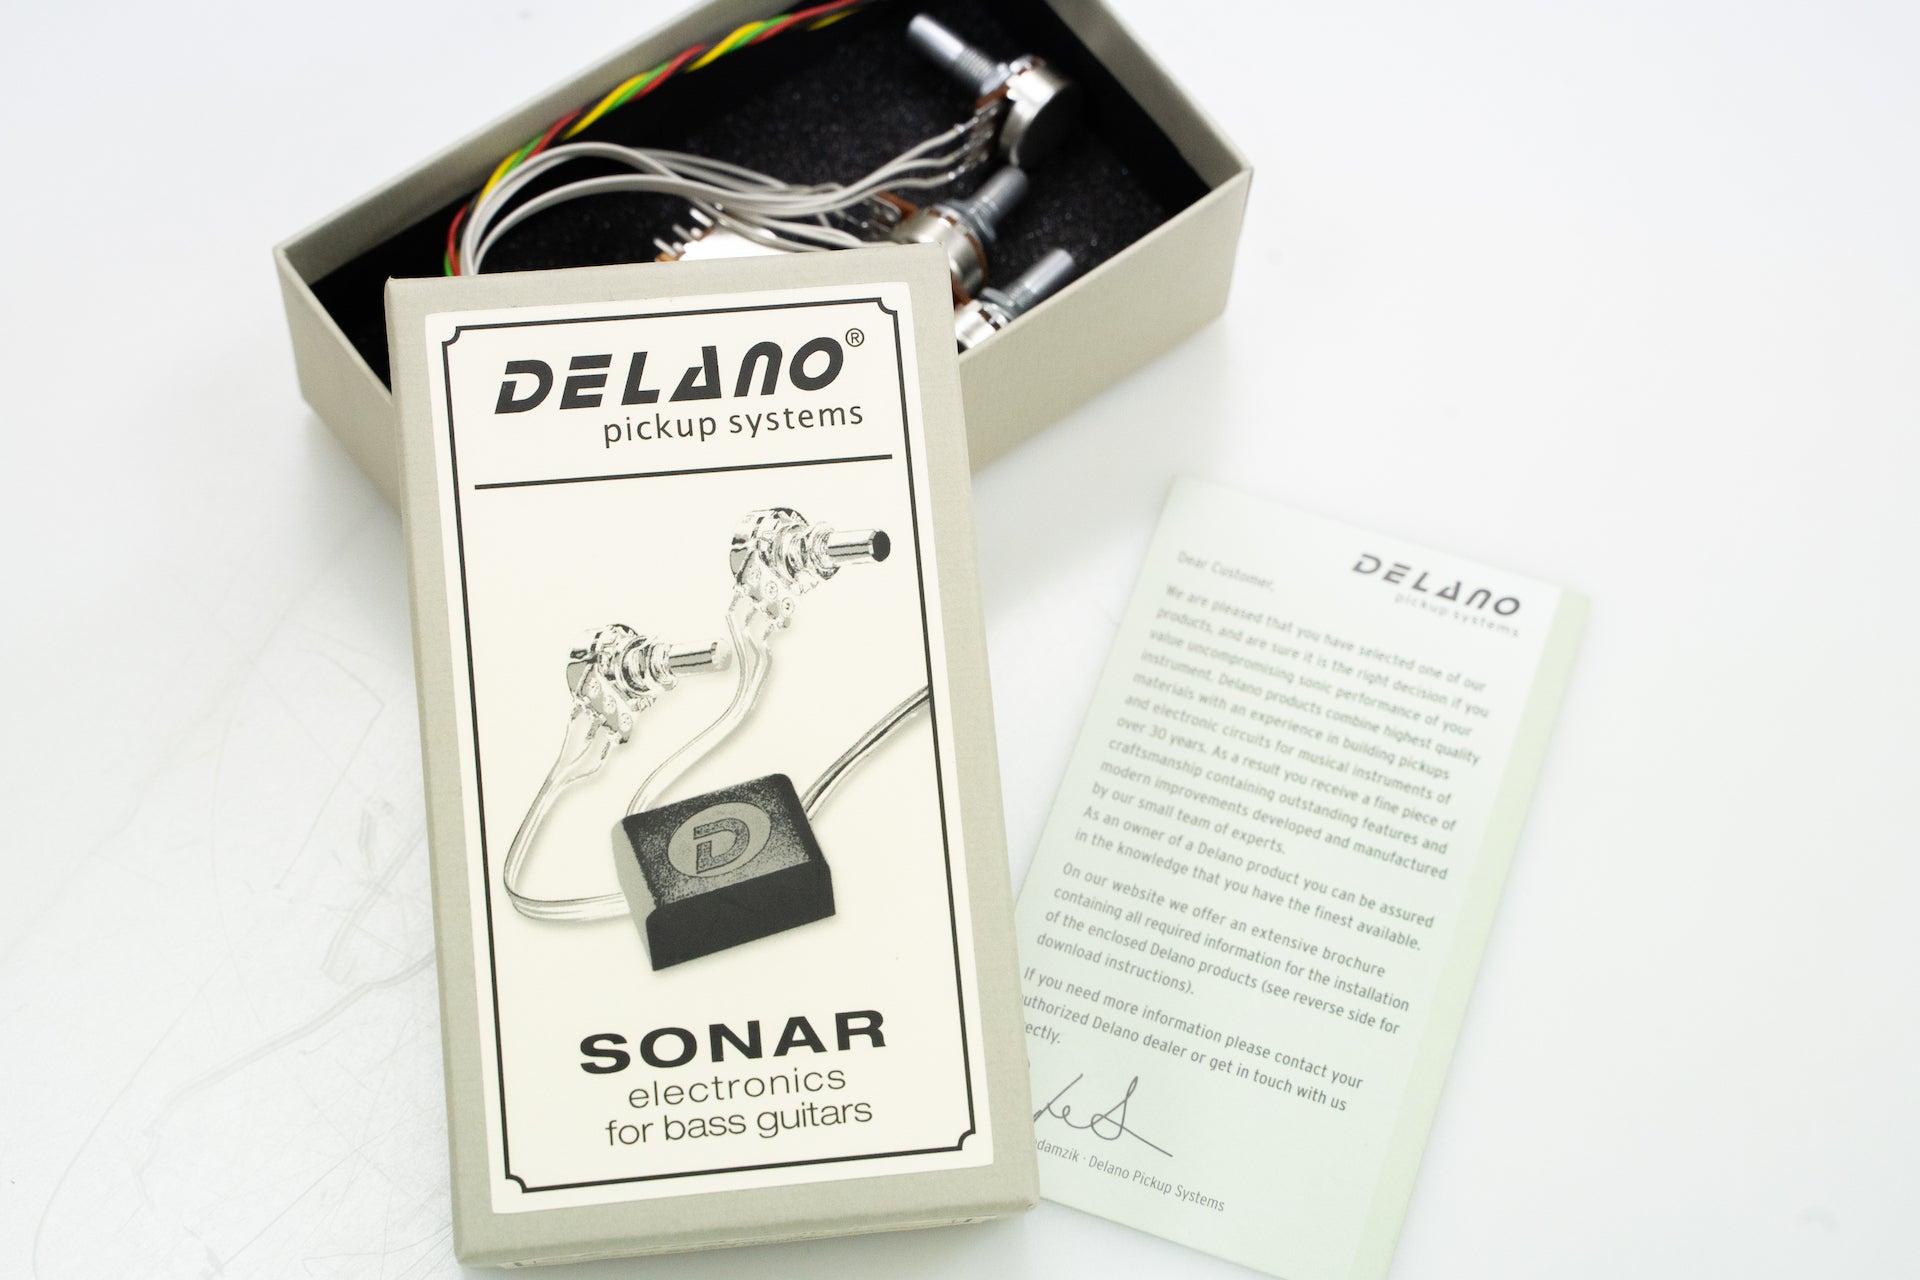 DELANO®
pickup systems
D
SONAR
electronics
for bass guitars
DELANO
pickup systems
Dear Customer,
We are pleased that you have selected one of our
products, and are sure it is the right decision if you
value uncompromising sonic performance of your
instrument. Delano products combine highest quality
materials with an experience in building pickups
and electronic circuits for musical instruments of
over 30 years. As a result you receive a fine piece of
craftsmanship containing outstanding features and
modern improvements developed and manufactured
by our small team of experts.
As an owner of a Delano product you can be assured
in the knowledge that you have the finest available.
On our website we offer an extensive brochure
containing all required information for the installation
of the enclosed Delano products (see reverse side for
download instructions).
If you need more information please contact your
uthorized Delano dealer or get in touch with us
ectly.
adamzik · Delano Pickup Systems